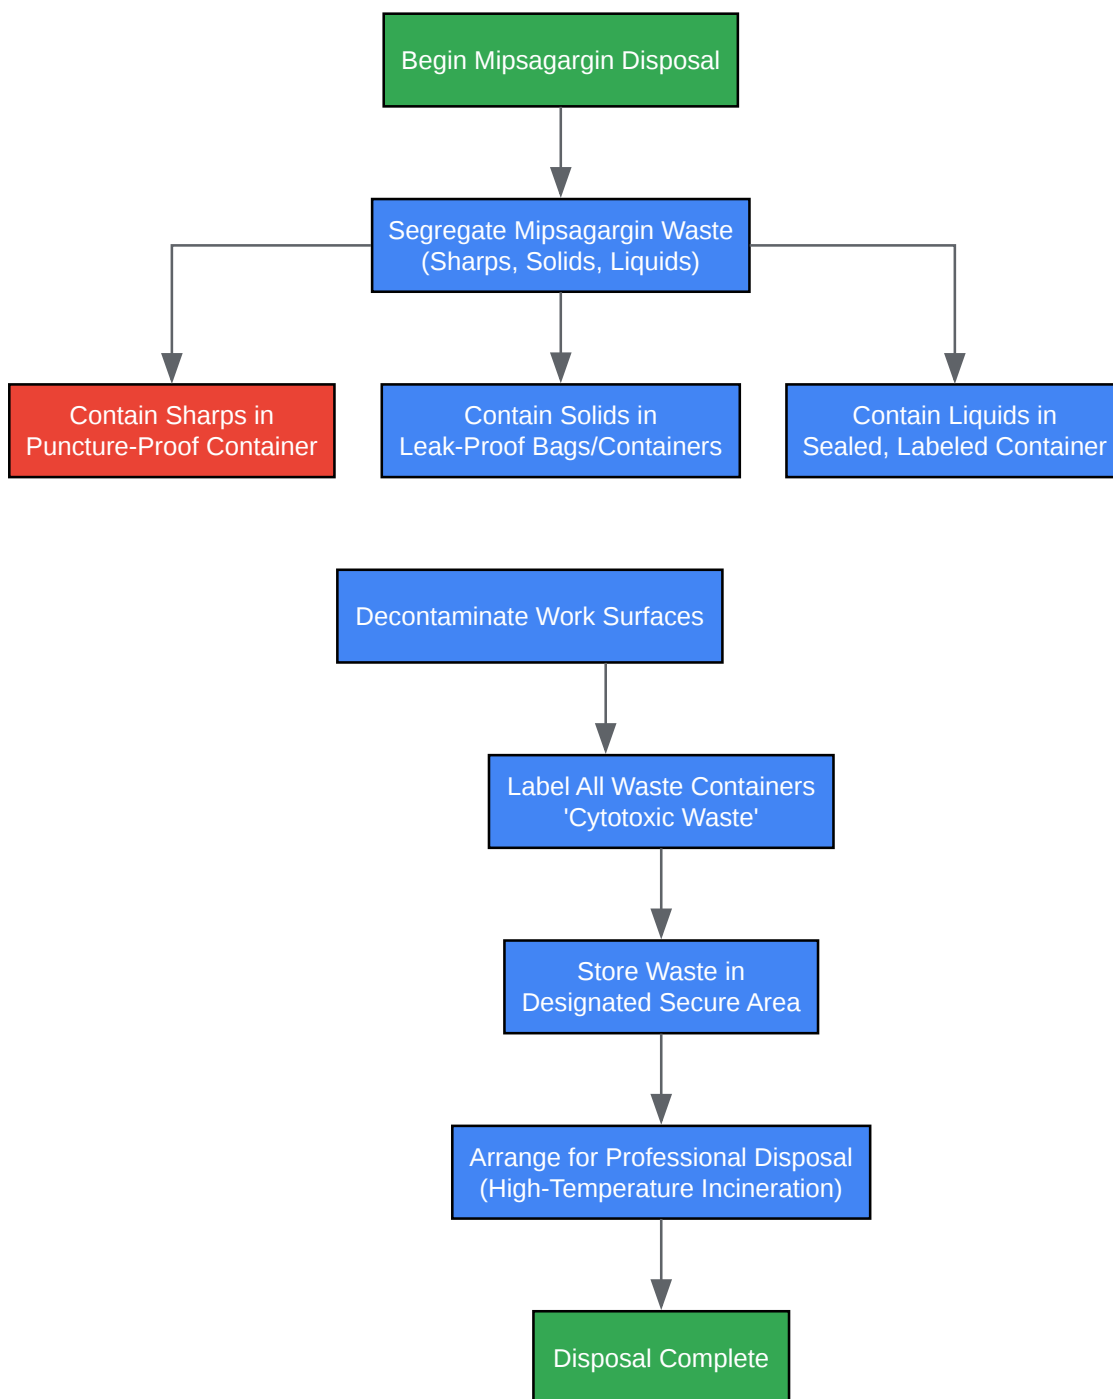 Begin Mipsagargin Disposal
Segregate Mipsagargin Waste
(Sharps, Solids, Liquids)
Contain Sharps in
Puncture-Proof Container
Contain Solids in
Leak-Proof Bags/Containers
Contain Liquids in
Sealed, Labeled Container
Decontaminate Work Surfaces
Label All Waste Containers
'Cytotoxic Waste'
Store Waste in
Designated Secure Area
Arrange for Professional Disposal
(High-Temperature Incineration)
Disposal Complete